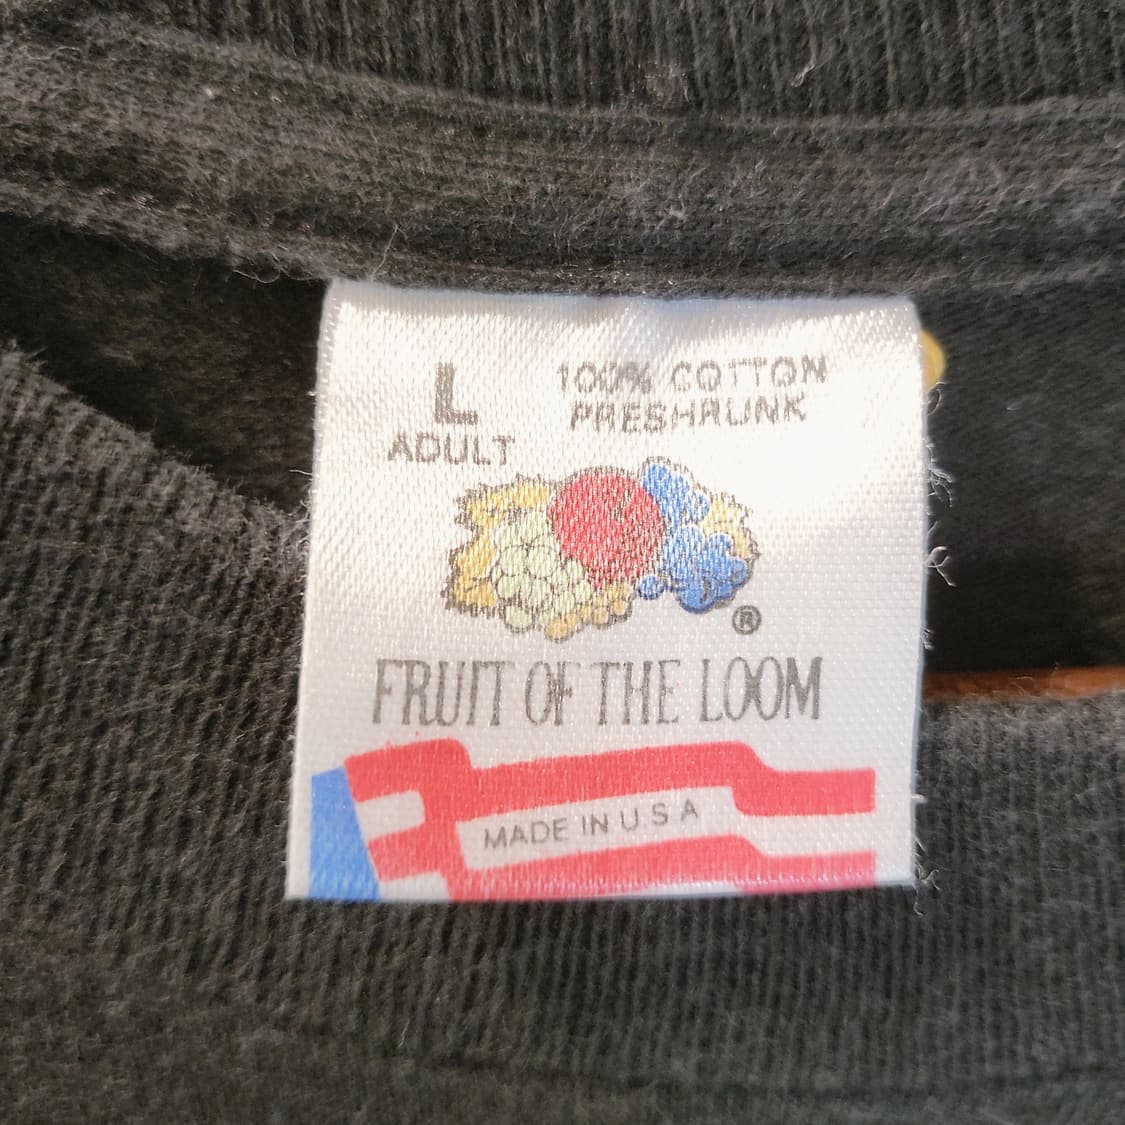 L
ADULT
100% COTTON
PRESHRUNK
®
FRUIT OF THE LOOM
MADE IN U.S A